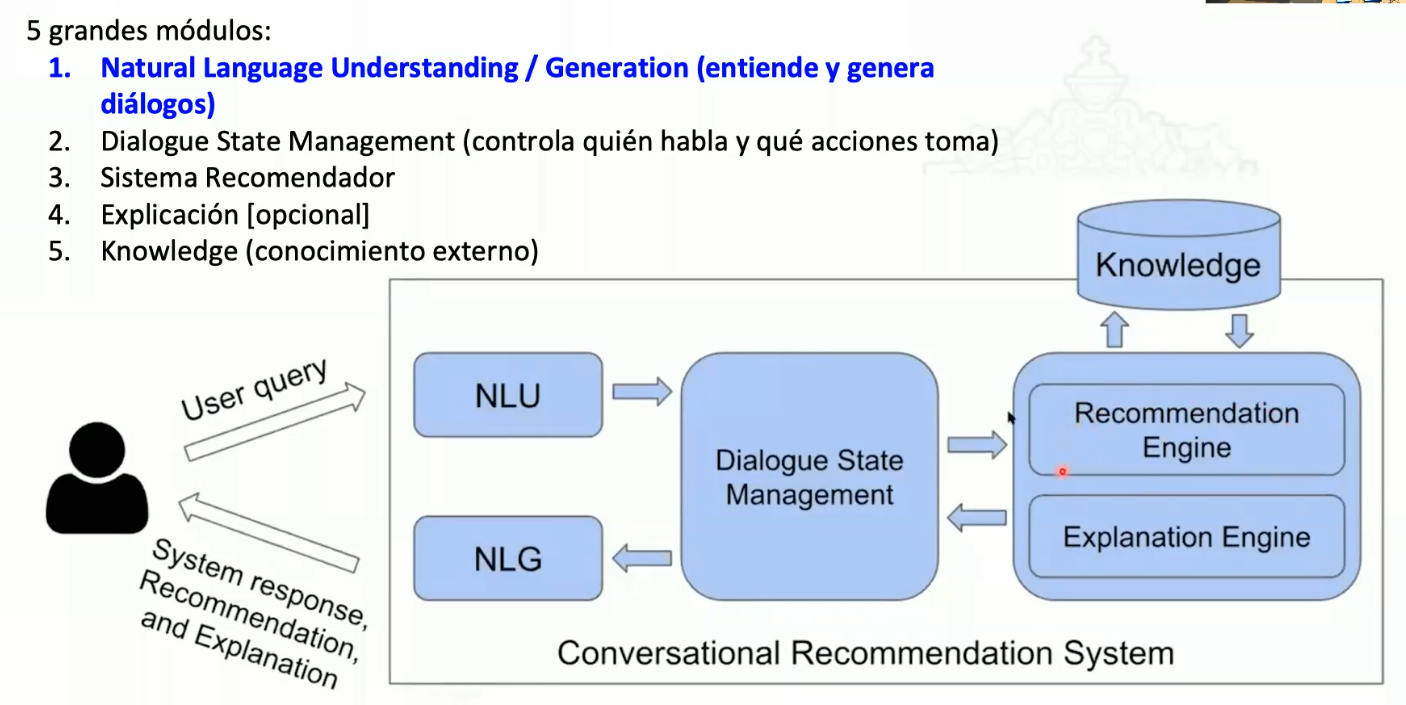 5 grandes módulos:
1. Natural Language Understanding / Generation (entiende y genera
diálogos)
2. Dialogue State Management (controla quién habla y qué acciones toma)
3. Sistema Recomendador
4. Explicación [opcional]
5. Knowledge (conocimiento externo)
Knowledge
User query
NLU
Dialogue State
Management
Recommendation
Engine
NLG
Explanation Engine
System response,
Recommendation,
and Explanation
Conversational Recommendation System